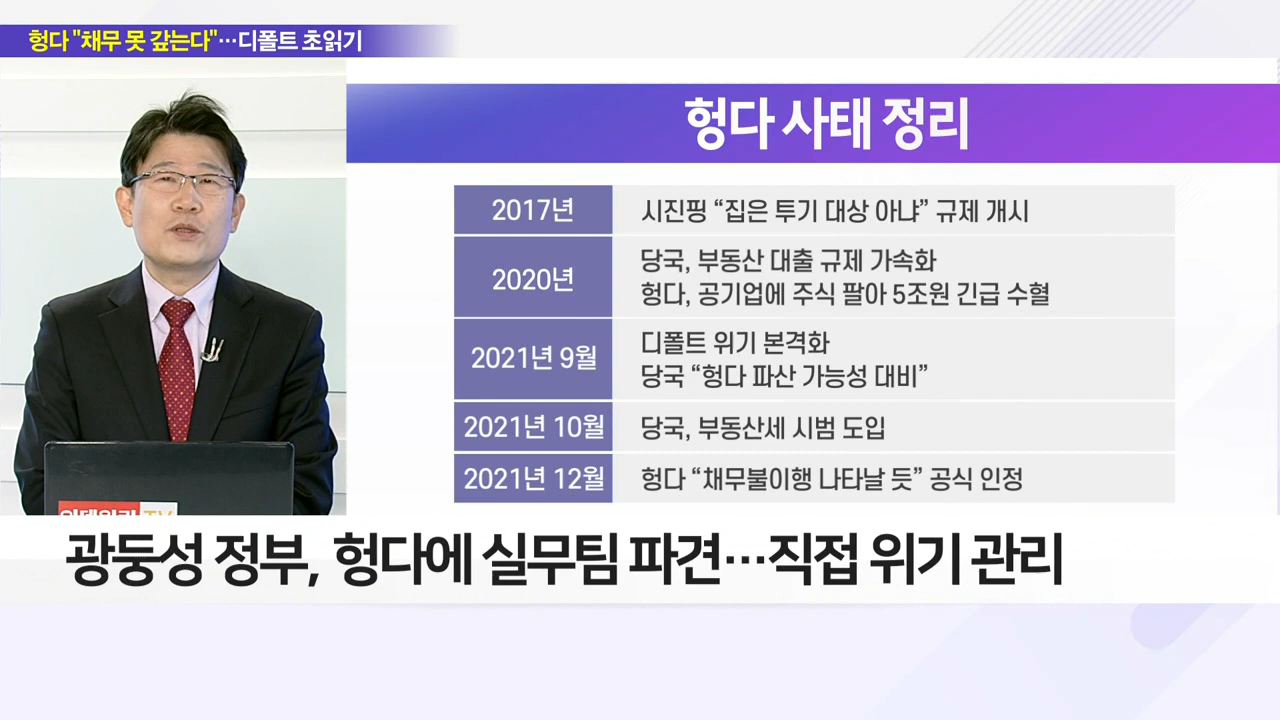 헝다 "채무 못 갚는다"…디폴트 초읽기
헝다 사태 정리
2017년
시진핑 “집은 투기 대상 아냐” 규제 개시
2020년
당국, 부동산 대출 규제 가속화
헝다, 공기업에 주식 팔아 5조원 긴급 수혈
2021년 9월
디폴트 위기 본격화
당국 “헝다 파산 가능성 대비”
2021년 10월
당국, 부동산세 시범 도입
2021년 12월
헝다 “채무불이행 나타날 듯” 공식 인정
광둥성 정부, 헝다에 실무팀 파견…직접 위기 관리